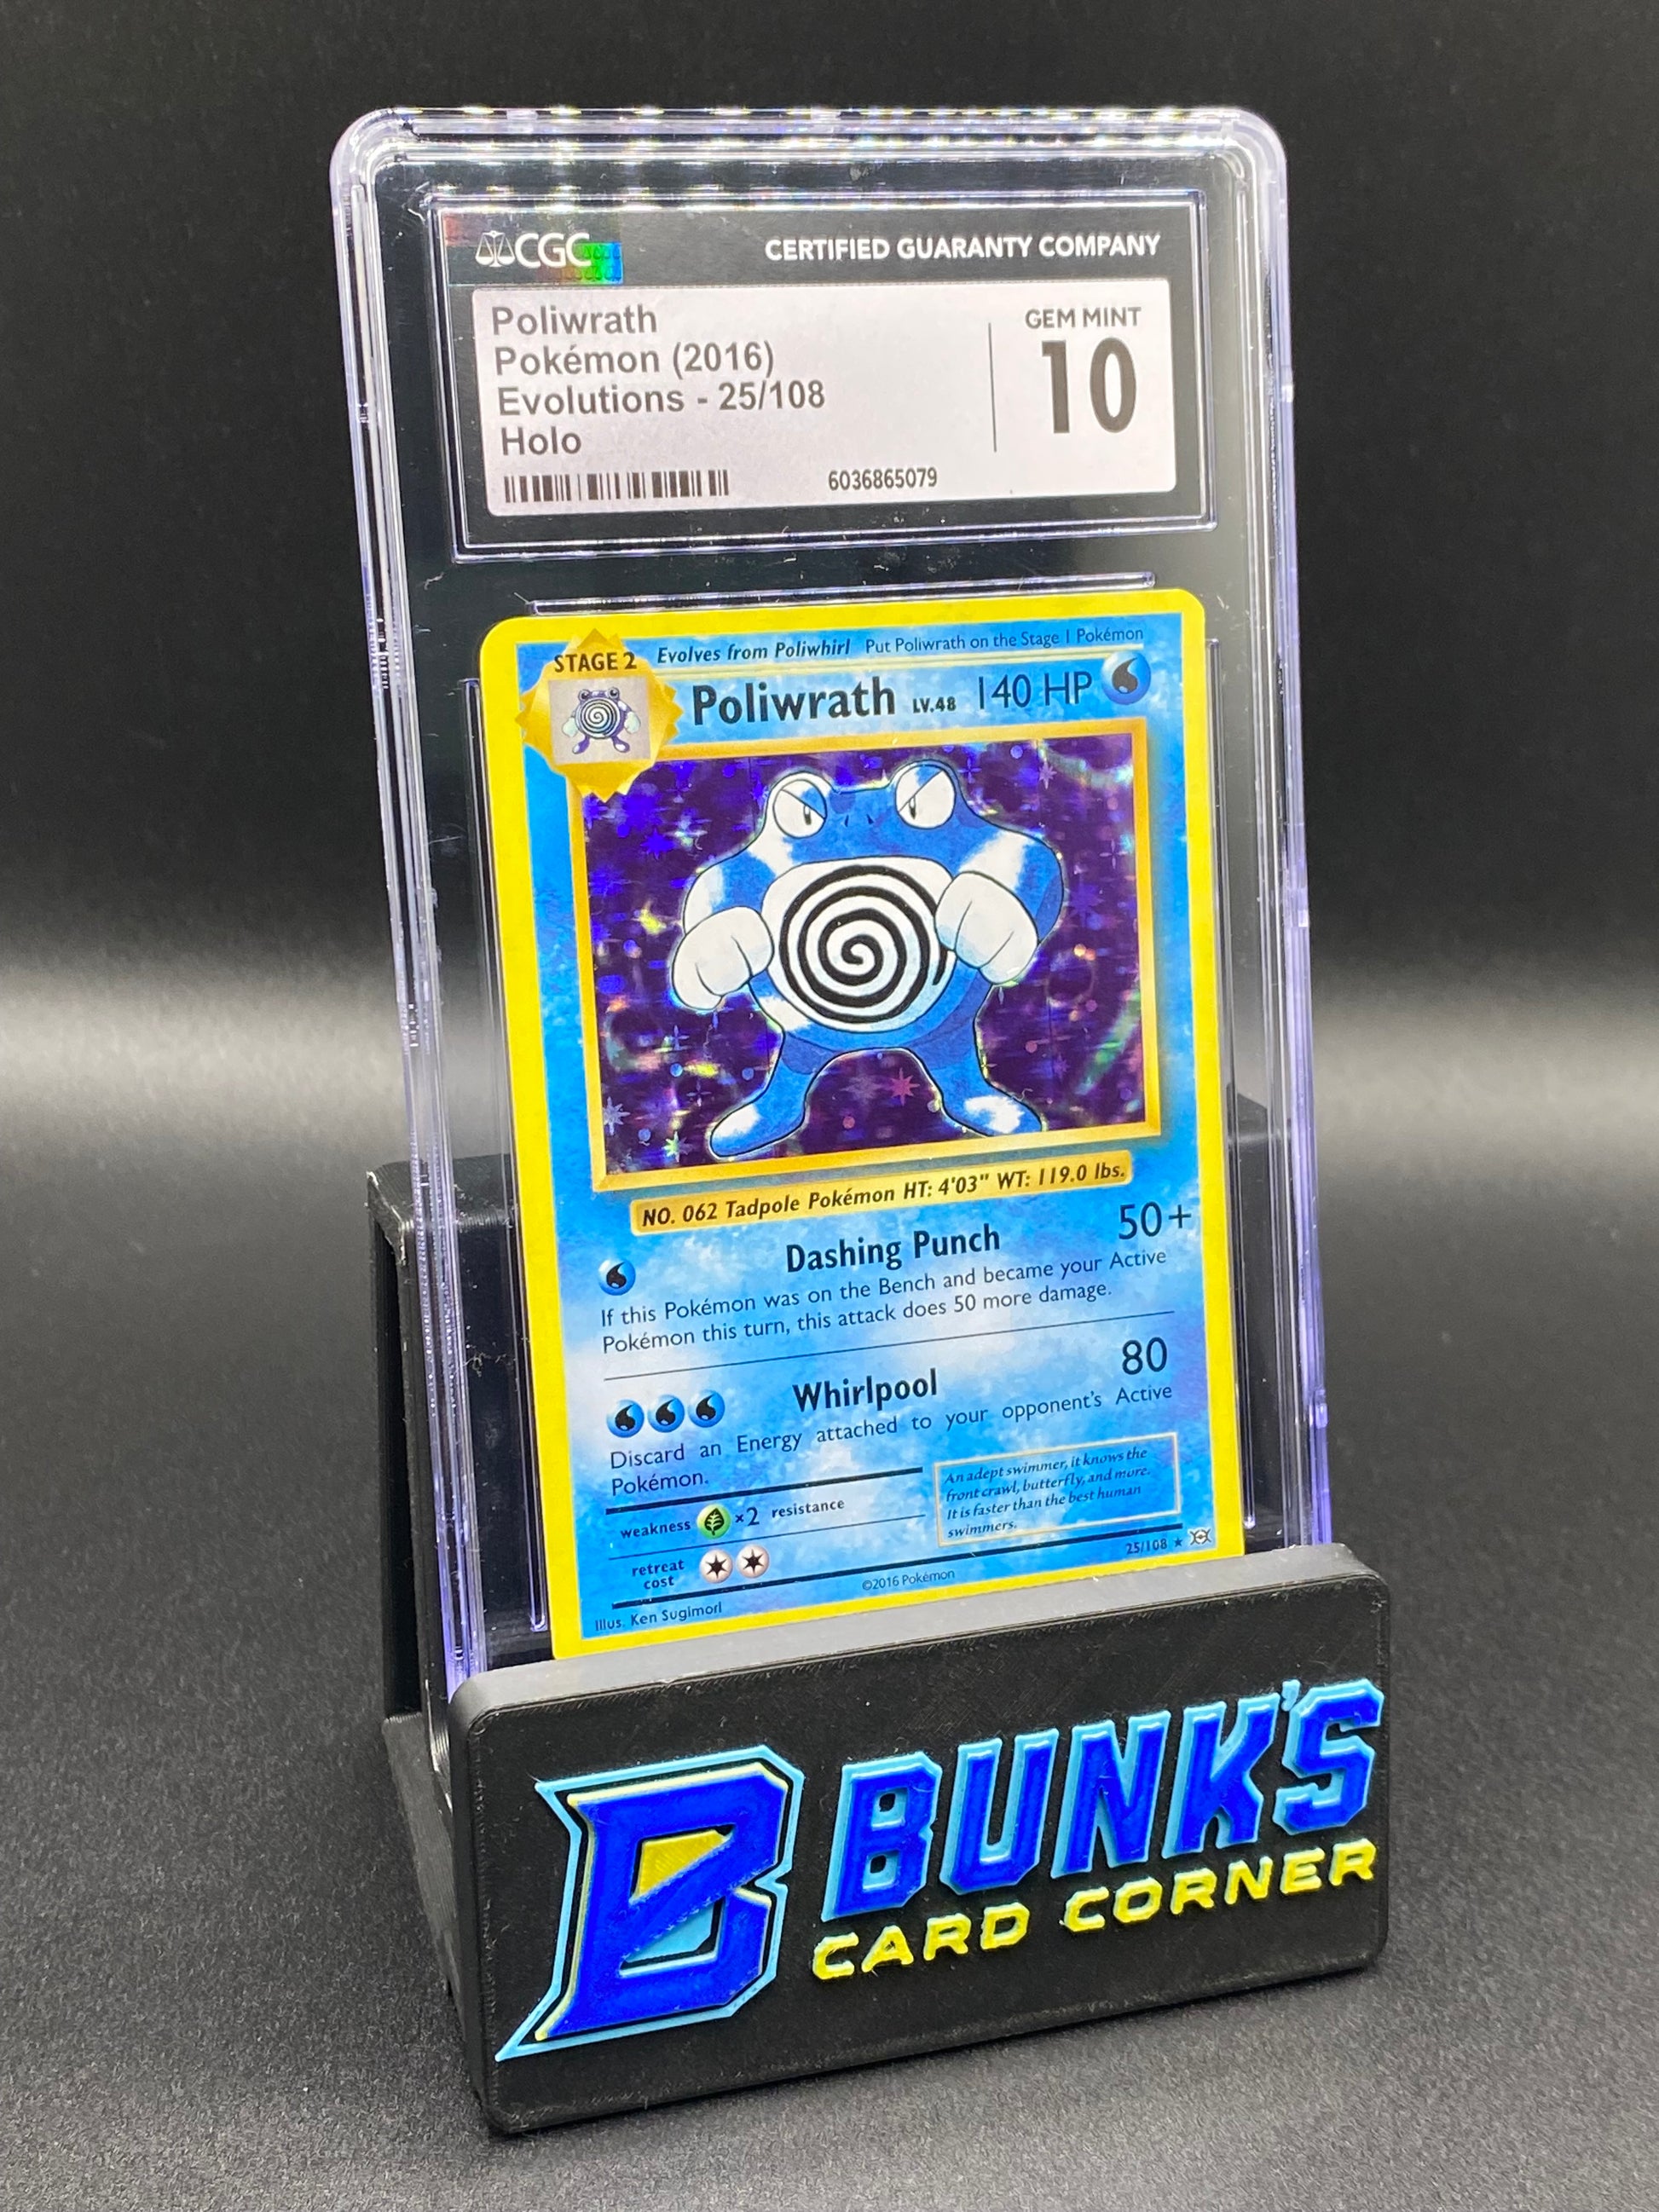 CGC CERTIFIED GUARANTY COMPANY
Poliwrath
Pokémon (2016)
Evolutions - 25/108
Holo
GEM MINT
10
6036865079
STAGE 2 Evolves from Poliwhirl Put Poliwrath on the Stage 1 Pokémon
Poliwrath LV.48 140 HP
NO. 062 Tadpole Pokémon HT: 4'03" WT: 119.0 lbs.
Dashing Punch 50+
If this Pokémon was on the Bench and became your Active
Pokémon this turn, this attack does 50 more damage.
Whirlpool 80
Discard an Energy attached to your opponent's Active
Pokémon.
weakness ×2 resistance
retreat
cost
An adept swimmer, it knows the
front crawl, butterfly, and more.
It is faster than the best human
swimmers.
25/108
Illus. Ken Sugimori
©2016 Pokémon
B BUNK'S
CARD CORNER